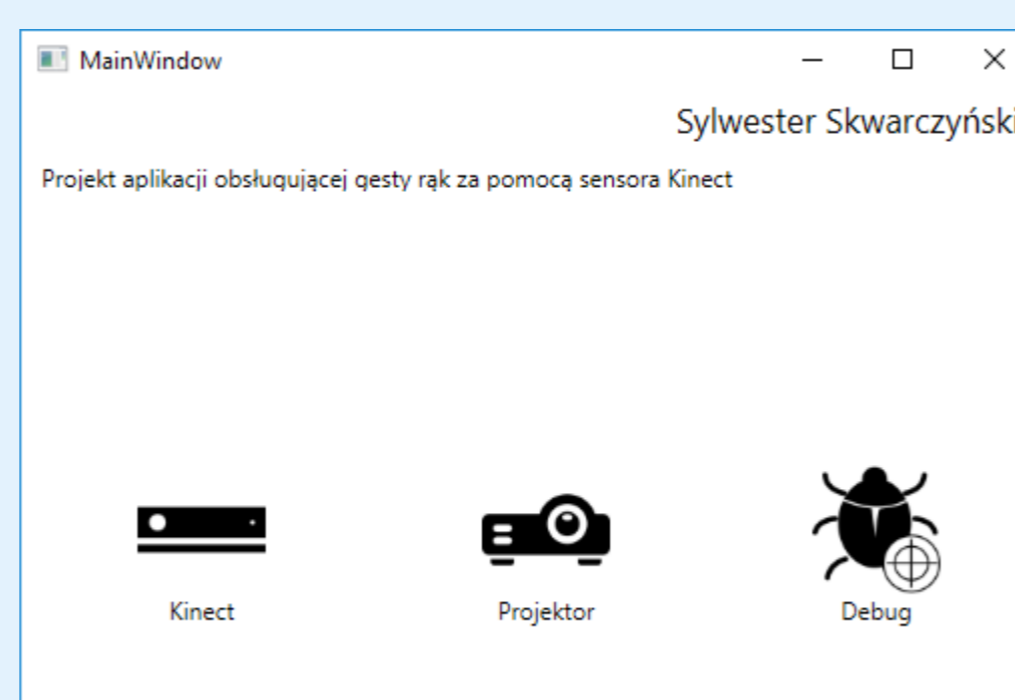 MainWindow
Sylwester Skwarczyński
Projekt aplikacji obsługującej gesty rąk za pomocą sensora Kinect
Kinect
Projektor
Debug